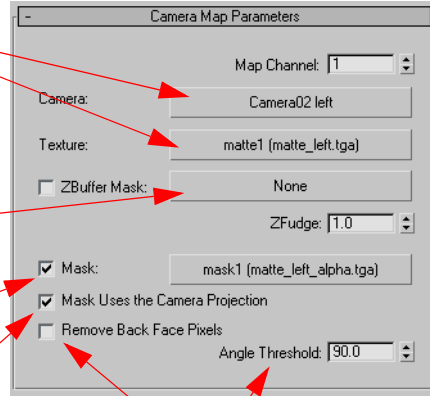 - Camera Map Parameters
Map Channel: 1
Camera: Camera02 left
Texture: matte1 (matte_left.tga)
ZBuffer Mask: None
ZFudge: 1.0
Mask: mask1 (matte_left_alpha.tga)
Mask Uses the Camera Projection
Remove Back Face Pixels
Angle Threshold: 90.0